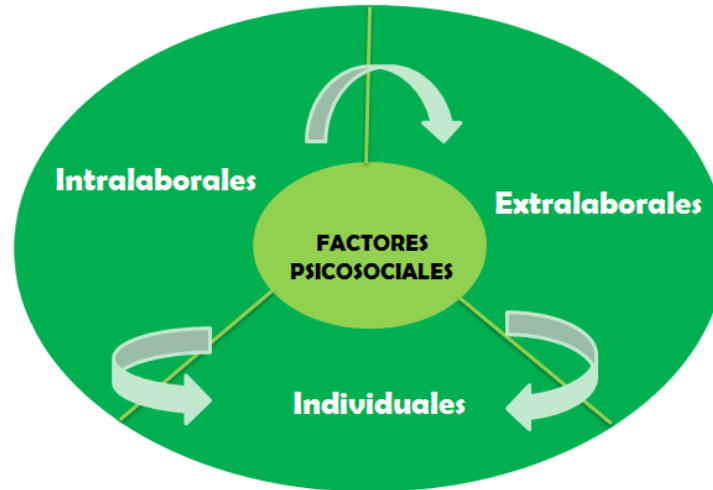 Intralaborales
Extralaborales
FACTORES
PSICOSOCIALES
Individuales